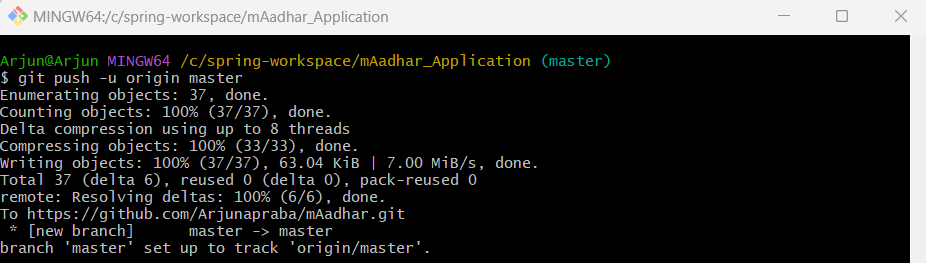 MINGW64:/c/spring-workspace/mAadhar_Application
Arjun@Arjun MINGW64 /c/spring-workspace/mAadhar_Application (master)
$ git push -u origin master
Enumerating objects: 37, done.
Counting objects: 100% (37/37), done.
Delta compression using up to 8 threads
Compressing objects: 100% (33/33), done.
Writing objects: 100% (37/37), 63.04 KiB | 7.00 MiB/s, done.
Total 37 (delta 6), reused 0 (delta 0), pack-reused 0
remote: Resolving deltas: 100% (6/6), done.
To https://github.com/Arjunapraba/mAadhar.git
 * [new branch]      master -> master
branch 'master' set up to track 'origin/master'.